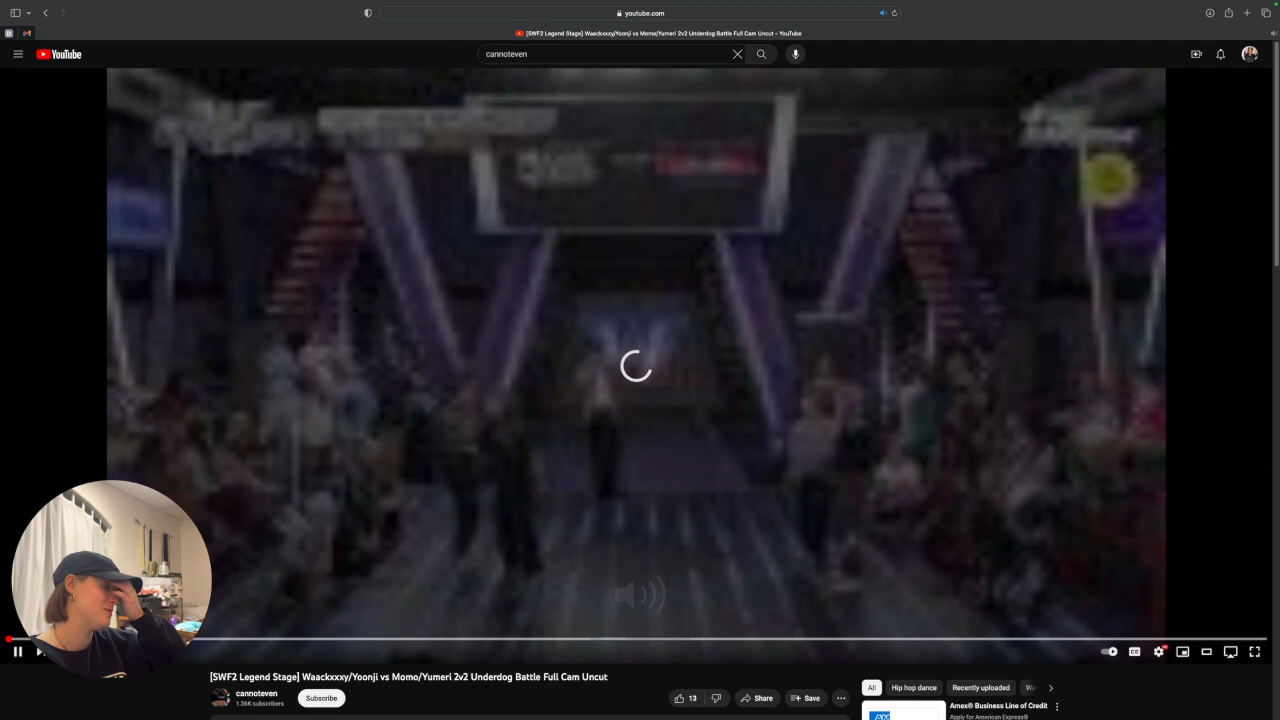 youtube.com
[SWF2 Legend Stage] Waackxxxy/Yoonji vs Momo/Yumeri 2v2 Underdog Battle Full Cam Uncut - YouTube
YouTube
cannoteven
CC
[SWF2 Legend Stage] Waackxxxy/Yoonji vs Momo/Yumeri 2v2 Underdog Battle Full Cam Uncut
cannoteven
1.36K subscribers
Subscribe
13
Share
Save
All
Hip hop dance
Recently uploaded
Amex® Business Line of Credit
Apply for American Express®